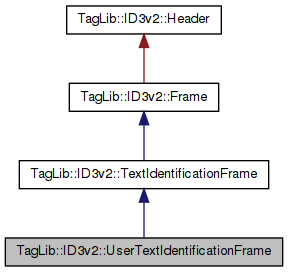 TagLib::ID3v2::Header
TagLib::ID3v2::Frame
TagLib::ID3v2::TextIdentificationFrame
TagLib::ID3v2::UserTextIdentificationFrame